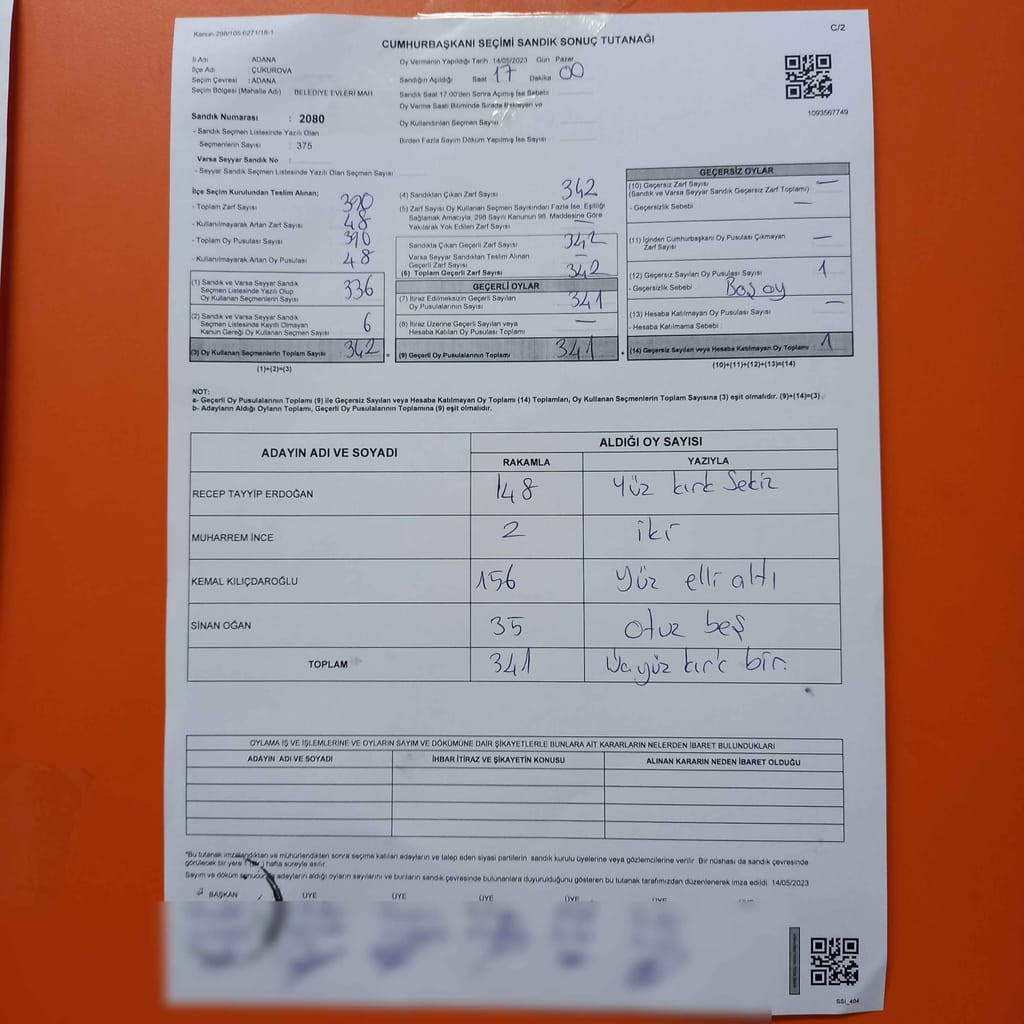 Kanun 298/105,6271/18-1
C/2
CUMHURBAŞKANI SEÇİMİ SANDIK SONUÇ TUTANAĞI
İl Adı : ADANA
İlçe Adı : ÇUKUROVA
Seçim Çevresi : ADANA
Seçim Bölgesi (Mahalle Adı) : BELEDİYE EVLERİ MAH.
Oy Vermenin Yapıldığı Tarih 14/05/2023 Gün Pazar
Sandığın Açıldığı Saat 17 Dakika 00
Sandık Saat 17:00'den Sonra Açılmış İse Sebebi
Oy Verme Saati Bitiminde Sırada Bekleyen ve
Oy Kullandırılan Seçmen Sayısı
Birden Fazla Sayım Döküm Yapılmış İse Sayısı
1093567749
Sandık Numarası : 2080
- Sandık Seçmen Listesinde Yazılı Olan
Seçmenlerin Sayısı : 375
Varsa Seyyar Sandık No :
- Seyyar Sandık Seçmen Listesinde Yazılı Olan Seçmen Sayısı
İlçe Seçim Kurulundan Teslim Alınan;
- Toplam Zarf Sayısı 390
- Kullanılmayarak Artan Zarf Sayısı 48
- Toplam Oy Pusulası Sayısı 390
- Kullanılmayarak Artan Oy Pusulası 48
(1) Sandık ve Varsa Seyyar Sandık
Seçmen Listesinde Yazılı Olup
Oy Kullanan Seçmenlerin Sayısı 336
(2) Sandık ve Varsa Seyyar Sandık
Seçmen Listesinde Kayıtlı Olmayan
Kanun Gereği Oy Kullanan Seçmen Sayısı 6
(3) Oy Kullanan Seçmenlerin Toplam Sayısı 342 =
(1)+(2)=(3)
(4) Sandıktan Çıkan Zarf Sayısı 342
(5) Zarf Sayısı Oy Kullanan Seçmen Sayısından Fazla İse, Eşitliği
Sağlamak Amacıyla, 298 Sayılı Kanunun 98. Maddesine Göre
Yakılarak Yok Edilen Zarf Sayısı —
Sandıkta Çıkan Geçerli Zarf Sayısı 342
Varsa Seyyar Sandıktan Teslim Alınan
Geçerli Zarf Sayısı —
(6) Toplam Geçerli Zarf Sayısı 342
GEÇERLİ OYLAR
(7) İtiraz Edilmeksizin Geçerli Sayılan
Oy Pusulalarının Sayısı 341
(8) İtiraz Üzerine Geçerli Sayılan veya
Hesaba Katılan Oy Pusulası Toplamı —
(9) Geçerli Oy Pusulalarının Toplamı 341 +
GEÇERSİZ OYLAR
(10) Geçersiz Zarf Sayısı —
(Sandık ve Varsa Seyyar Sandık Geçersiz Zarf Toplamı)
- Geçersizlik Sebebi —
(11) İçinden Cumhurbaşkanı Oy Pusulası Çıkmayan
Zarf Sayısı —
(12) Geçersiz Sayılan Oy Pusulası Sayısı 1
- Geçersizlik Sebebi Boş oy
(13) Hesaba Katılmayan Oy Pusulası Sayısı —
- Hesaba Katılmama Sebebi
(14) Geçersiz Sayılan veya Hesaba Katılmayan Oy Toplamı : 1
(10)+(11)+(12)+(13)=(14)
NOT:
a- Geçerli Oy Pusulalarının Toplamı (9) ile Geçersiz Sayılan veya Hesaba Katılmayan Oy Toplamı (14) Toplamları, Oy Kullanan Seçmenlerin Toplam Sayısına (3) eşit olmalıdır. (9)+(14)=(3) .
b- Adayların Aldığı Oyların Toplamı, Geçerli Oy Pusulalarının Toplamına (9) eşit olmalıdır.
ADAYIN ADI VE SOYADI
ALDIĞI OY SAYISI
RAKAMLA YAZIYLA
RECEP TAYYİP ERDOĞAN 148 Yüz kırk Sekiz
MUHARREM İNCE 2 iki
KEMAL KILIÇDAROĞLU 156 Yüz elli altı
SİNAN OĞAN 35 Otuz beş
TOPLAM 341 Üçyüz kırk bir.
OYLAMA İŞ VE İŞLEMLERİNE VE OYLARIN SAYIM VE DÖKÜMÜNE DAİR ŞİKAYETLERLE BUNLARA AİT KARARLARIN NELERDEN İBARET BULUNDUKLARI
ADAYIN ADI VE SOYADI İHBAR İTİRAZ VE ŞİKAYETİN KONUSU ALINAN KARARIN NEDEN İBARET OLDUĞU
*Bu tutanak imzalandıktan ve mühürlendikten sonra seçime katılan adayların ve talep eden siyasi partilerin sandık kurulu üyelerine veya gözlemcilerine verilir. Bir nüshası da sandık çevresinde
görülecek bir yere 1 (bir) hafta süreyle asılır.
Sayım ve döküm sonucu adayların aldığı oyların sayılarını ve bunların sandık çevresinde bulunanlara duyurulduğunu gösteren bu tutanak tarafımızdan düzenlenerek imza edildi. 14/05/2023
BAŞKAN ÜYE ÜYE ÜYE ÜYE ÜYE
SSI_404